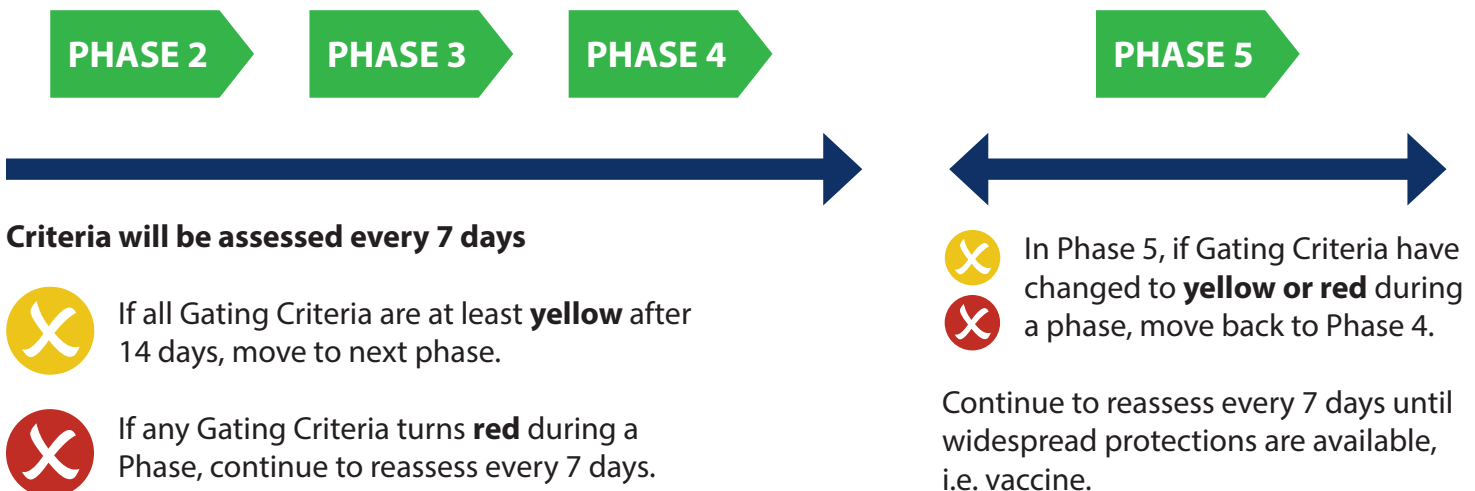 PHASE 2
PHASE 3
PHASE 4
PHASE 5
Criteria will be assessed every 7 days
If all Gating Criteria are at least yellow after
14 days, move to next phase.
If any Gating Criteria turns red during a
Phase, continue to reassess every 7 days.
In Phase 5, if Gating Criteria have
changed to yellow or red during
a phase, move back to Phase 4.
Continue to reassess every 7 days until
widespread protections are available,
i.e. vaccine.